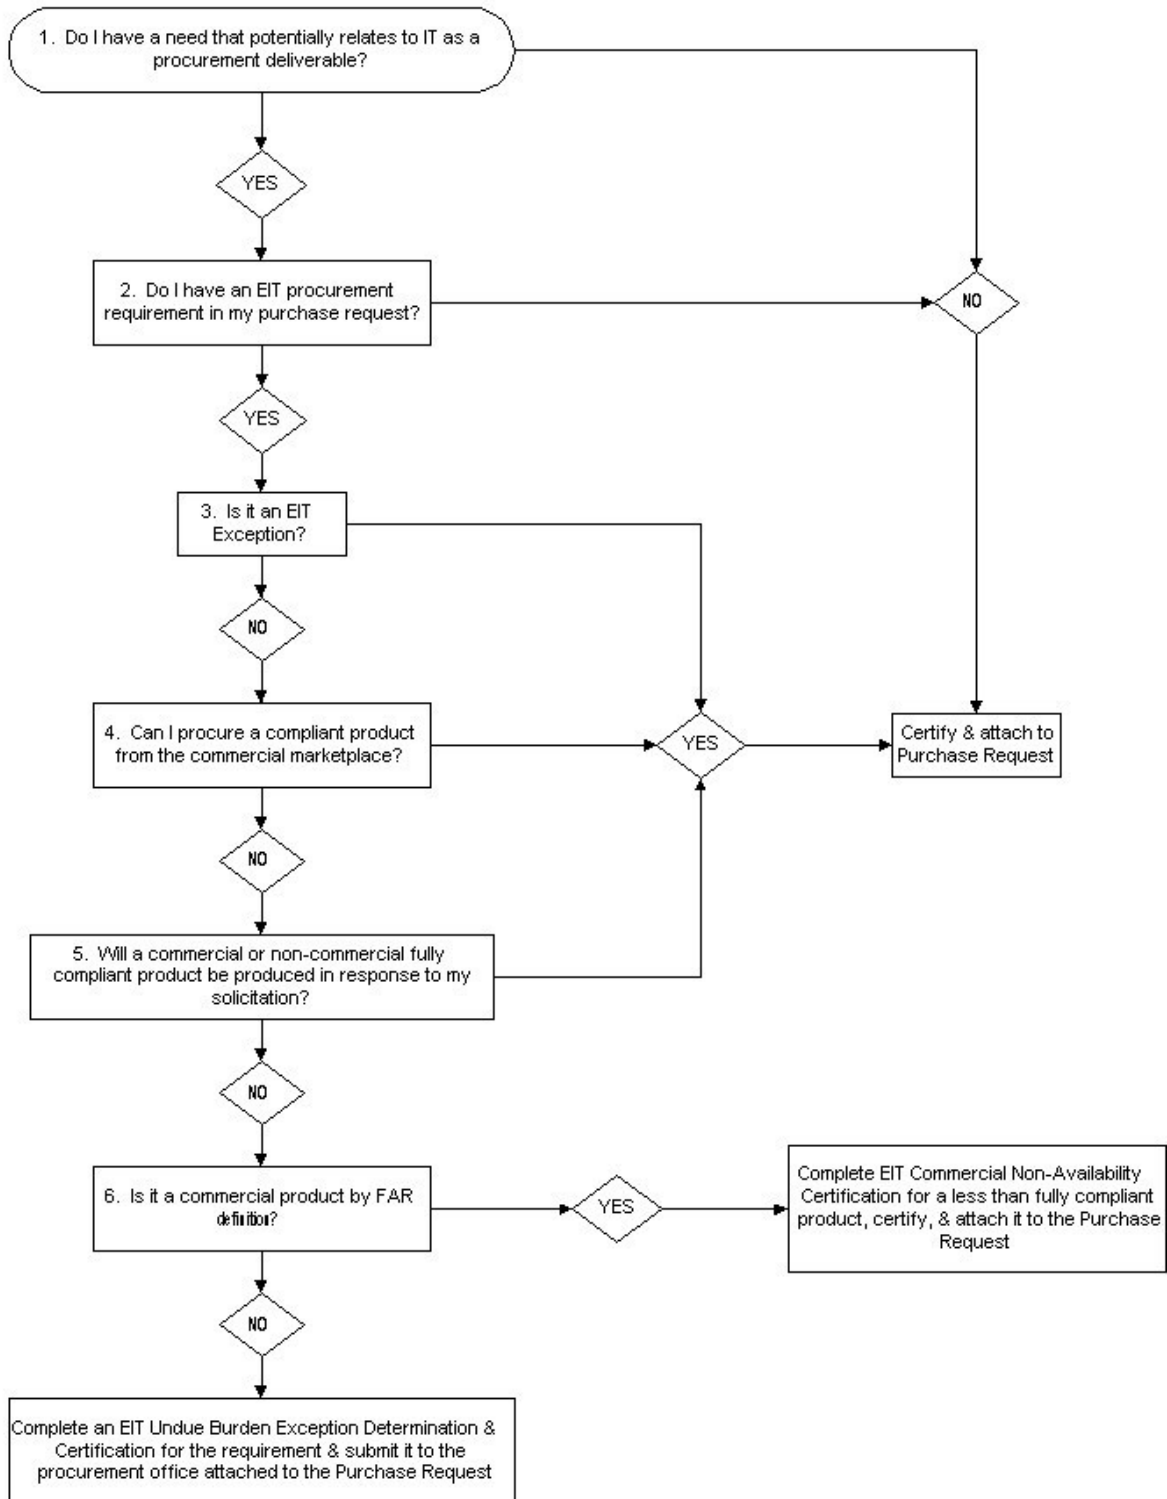 1. Do I have a need that potentially relates to IT as a
procurement deliverable?
YES
2. Do I have an EIT procurement
requirement in my purchase request?
NO
YES
3. Is it an EIT
Exception?
NO
4. Can I procure a compliant product
from the commercial marketplace?
YES
Certify & attach to
Purchase Request
NO
5. Will a commercial or non-commercial fully
compliant product be produced in response to my
solicitation?
NO
6. Is it a commercial product by FAR
definition?
YES
Complete EIT Commercial Non-Availability
Certification for a less than fully compliant
product, certify, & attach it to the Purchase
Request
NO
Complete an EIT Undue Burden Exception Determination &
Certification for the requirement & submit it to the
procurement office attached to the Purchase Request